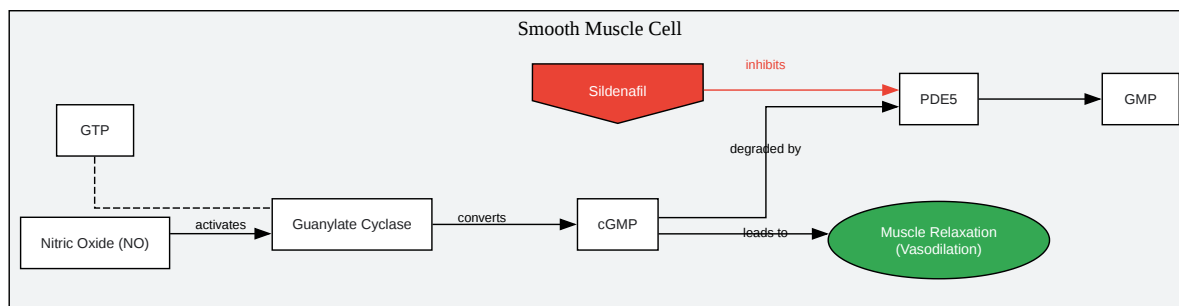 Smooth Muscle Cell
inhibits
Sildenafil
PDE5
GMP
GTP
degraded by
activates
Guanylate Cyclase
converts
cGMP
leads to
Muscle Relaxation
(Vasodilation)
Nitric Oxide (NO)